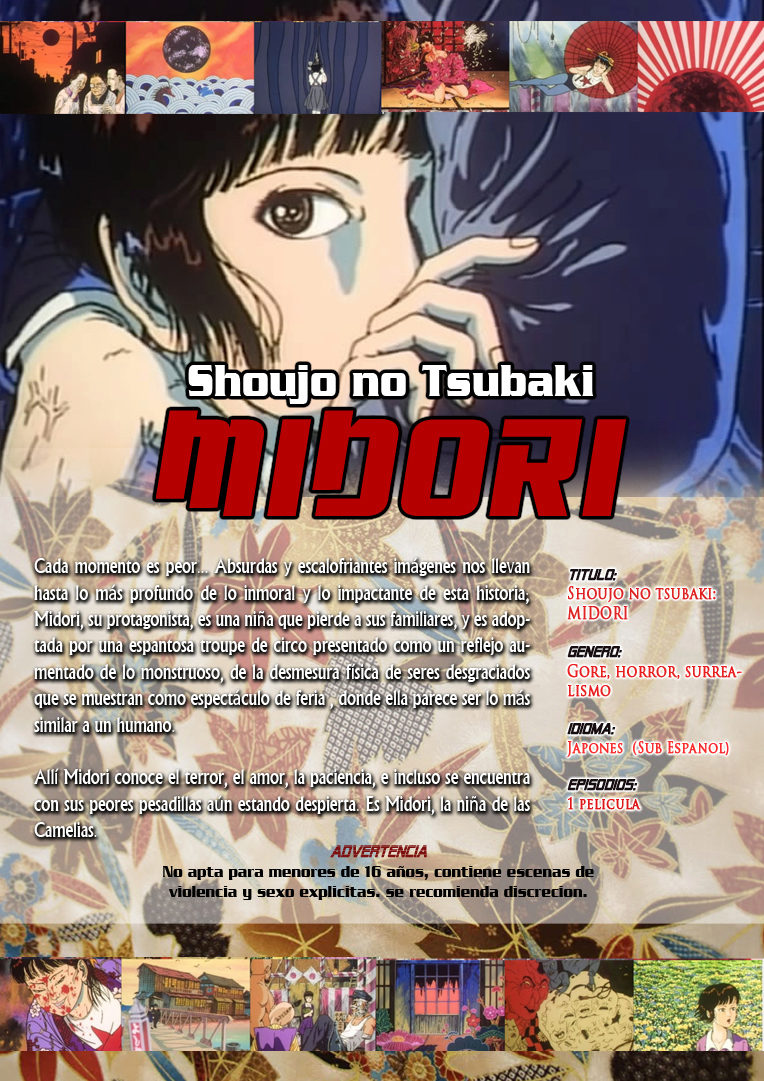 Shoujo no Tsubaki
MIDORI
Cada momento es peor... Absurdas y escalofriantes imágenes nos llevan
hasta lo más profundo de lo inmoral y lo impactante de esta historia;
Midori, su protagonista, es una niña que pierde a sus familiares, y es adop-
tada por una espantosa troupe de circo presentado como un reflejo au-
mentado de lo monstruoso, de la desmesura física de seres desgraciados
que se muestran como espectáculo de feria , donde ella parece ser lo más
similar a un humano.
Allí Midori conoce el terror, el amor, la paciencia, e incluso se encuentra
con sus peores pesadillas aún estando despierta. Es Midori, la niña de las
Camelias.
TITULO:
Shoujo no tsubaki:
MIDORI
GENERO:
Gore, horror, surrea-
lismo
IDIOMA:
Japones (Sub Espanol)
EPISODIOS:
1 pelicula
ADVERTENCIA
No apta para menores de 16 años, contiene escenas de
violencia y sexo explicitas. se recomienda discrecion.